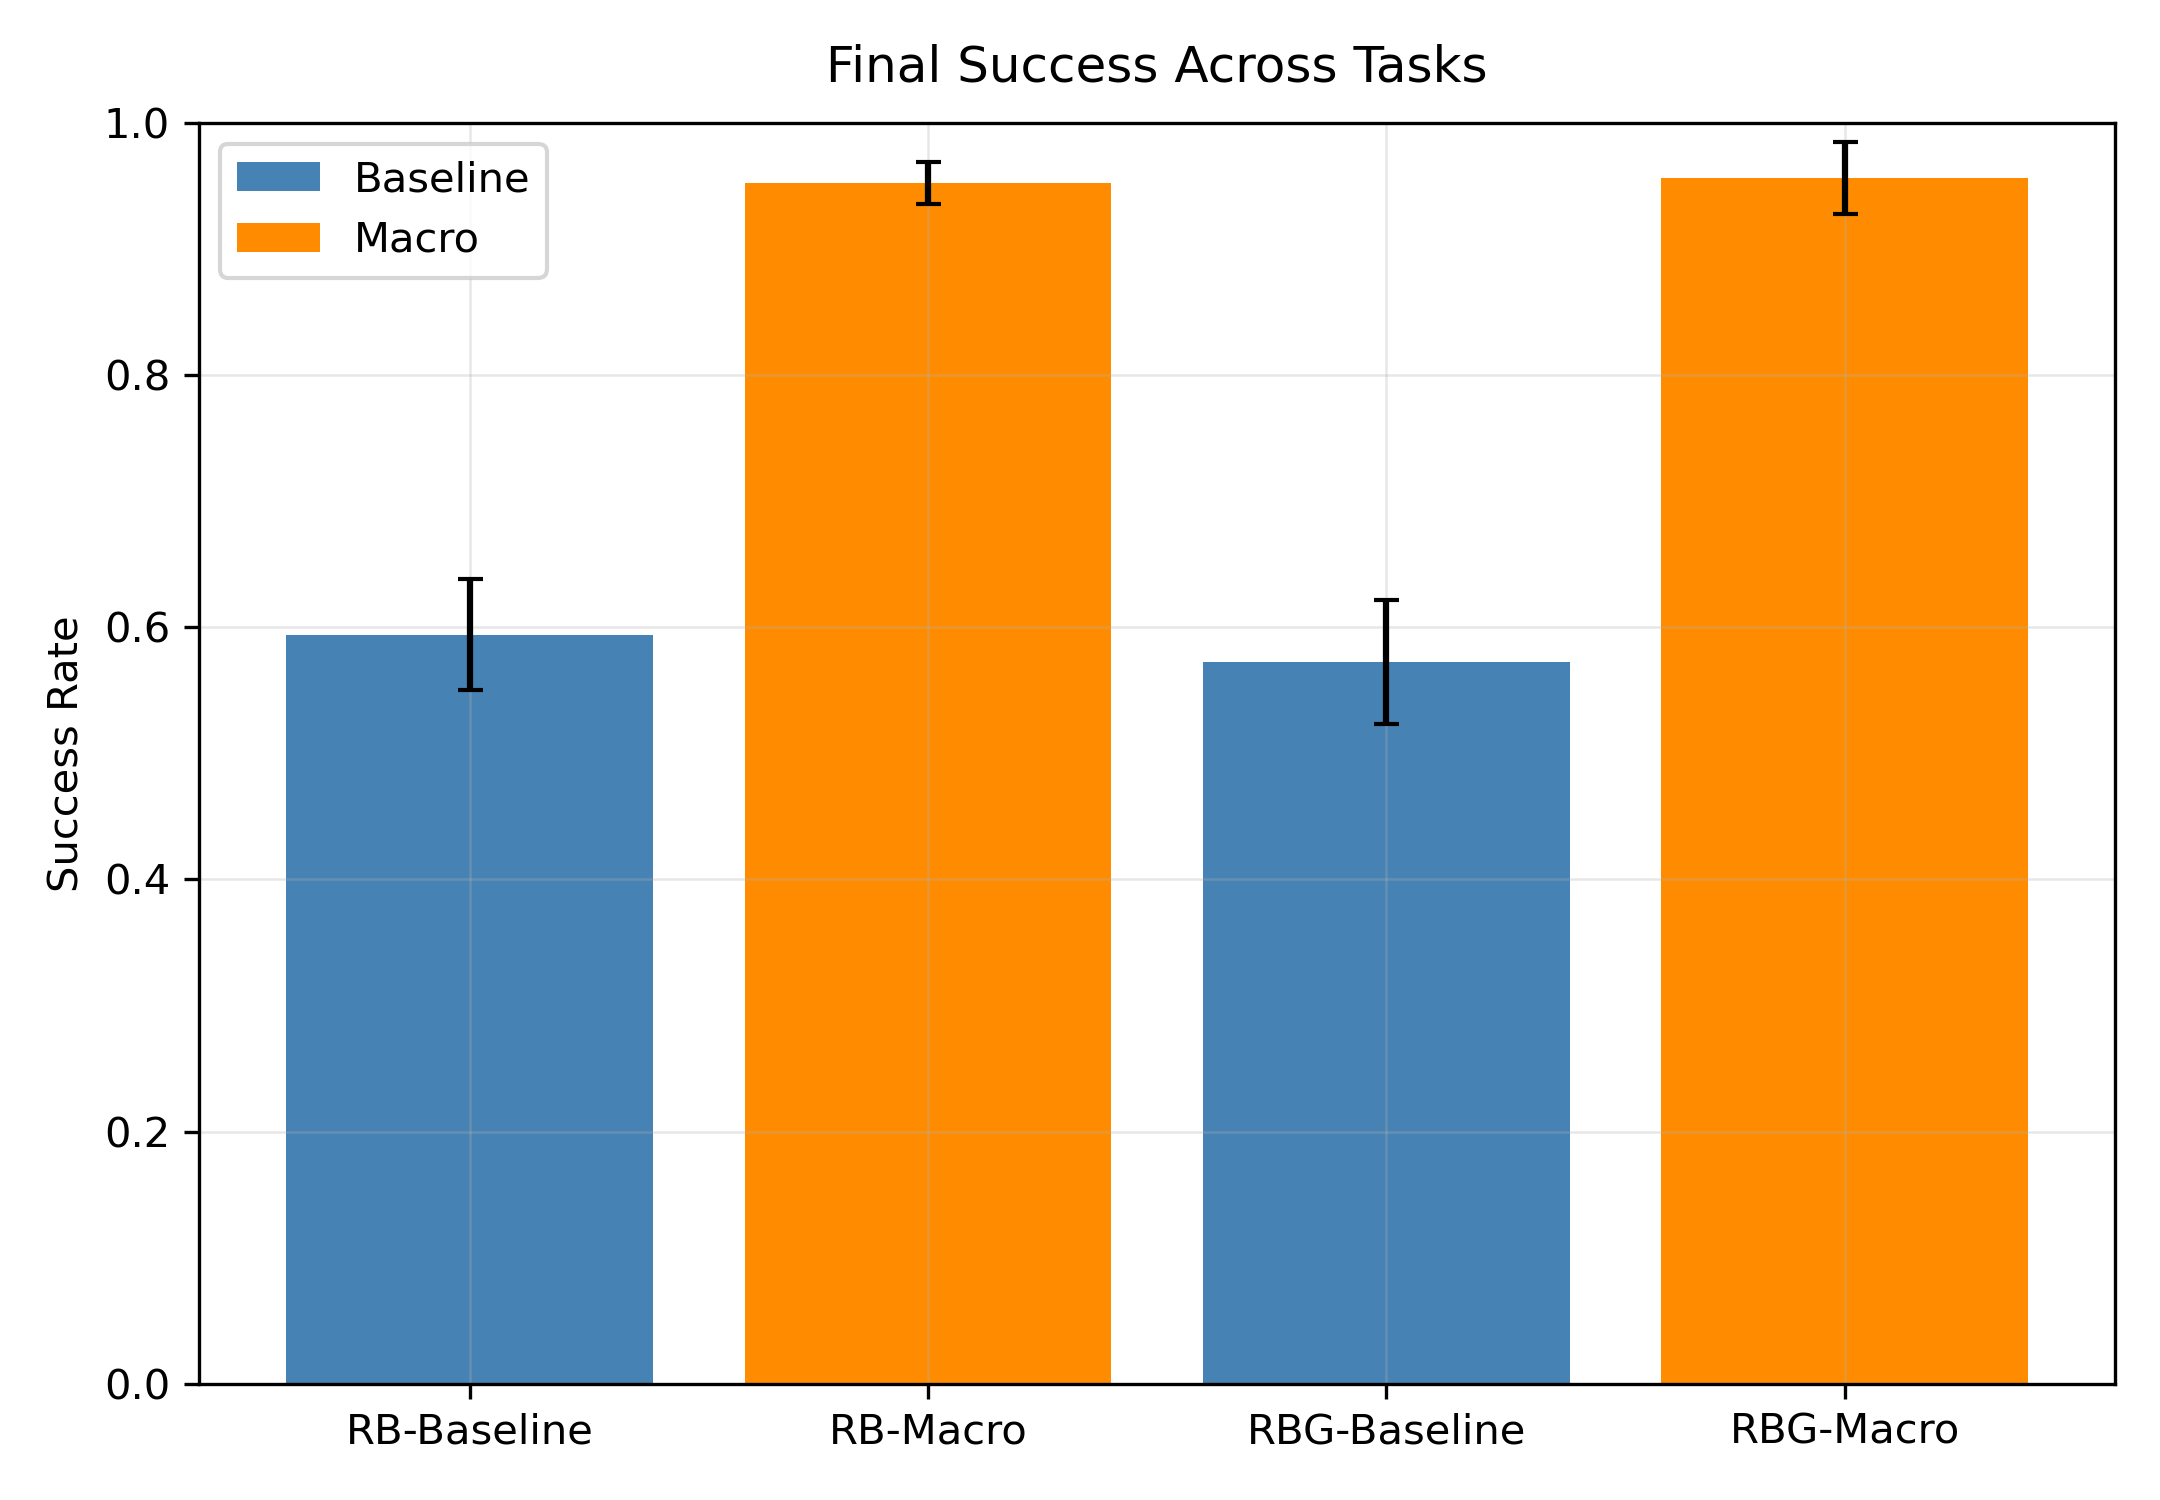 Final Success Across Tasks
1.0
0.8
0.6
0.4
0.2
0.0
Success Rate
Baseline
Macro
RB-Baseline
RB-Macro
RBG-Baseline
RBG-Macro